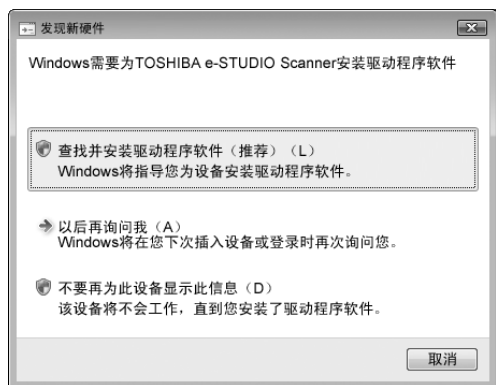 发现新硬件
Windows需要为TOSHIBA e-STUDIO Scanner安装驱动程序软件
查找并安装驱动程序软件（推荐）（L）
Windows将指导您为设备安装驱动程序软件。
以后再询问我（A）
Windows将在您下次插入设备或登录时再次询问您。
不要再为此设备显示此信息（D）
该设备将不会工作，直到您安装了驱动程序软件。
取消